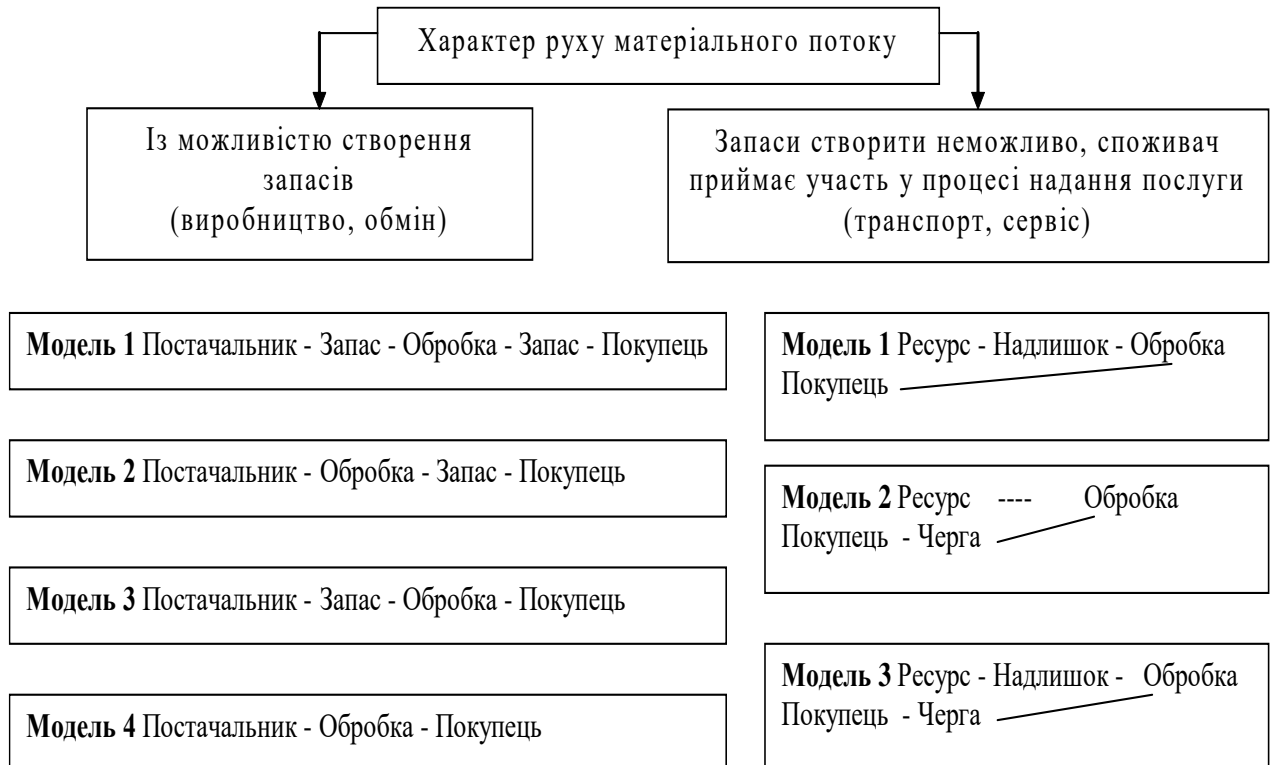 Характер руху матеріального потоку
Із можливістю створення
запасів
(виробництво, обмін)
Запаси створити неможливо, споживач
приймає участь у процесі надання послуги
(транспорт, сервіс)
Модель 1 Постачальник - Запас - Обробка - Запас - Покупець
Модель 2 Постачальник - Обробка - Запас - Покупець
Модель 3 Постачальник - Запас - Обробка - Покупець
Модель 4 Постачальник - Обробка - Покупець
Модель 1 Ресурс - Надлишок - Обробка
Покупець
Модель 2 Ресурс ---- Обробка
Покупець - Черга
Модель 3 Ресурс - Надлишок - Обробка
Покупець - Черга